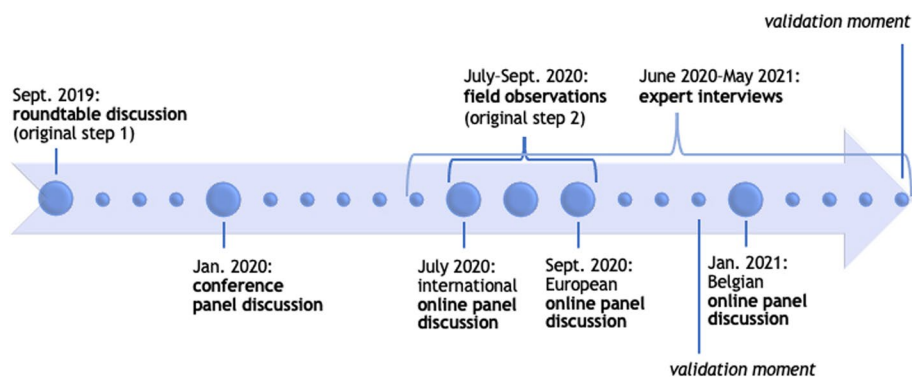 validation moment
Sept. 2019:
roundtable discussion
(original step 1)
July–Sept. 2020:
field observations
(original step 2)
June 2020–May 2021:
expert interviews
Jan. 2020:
conference
panel discussion
July 2020:
international
online panel
discussion
Sept. 2020:
European
online panel
discussion
Jan. 2021:
Belgian
online panel
discussion
validation moment